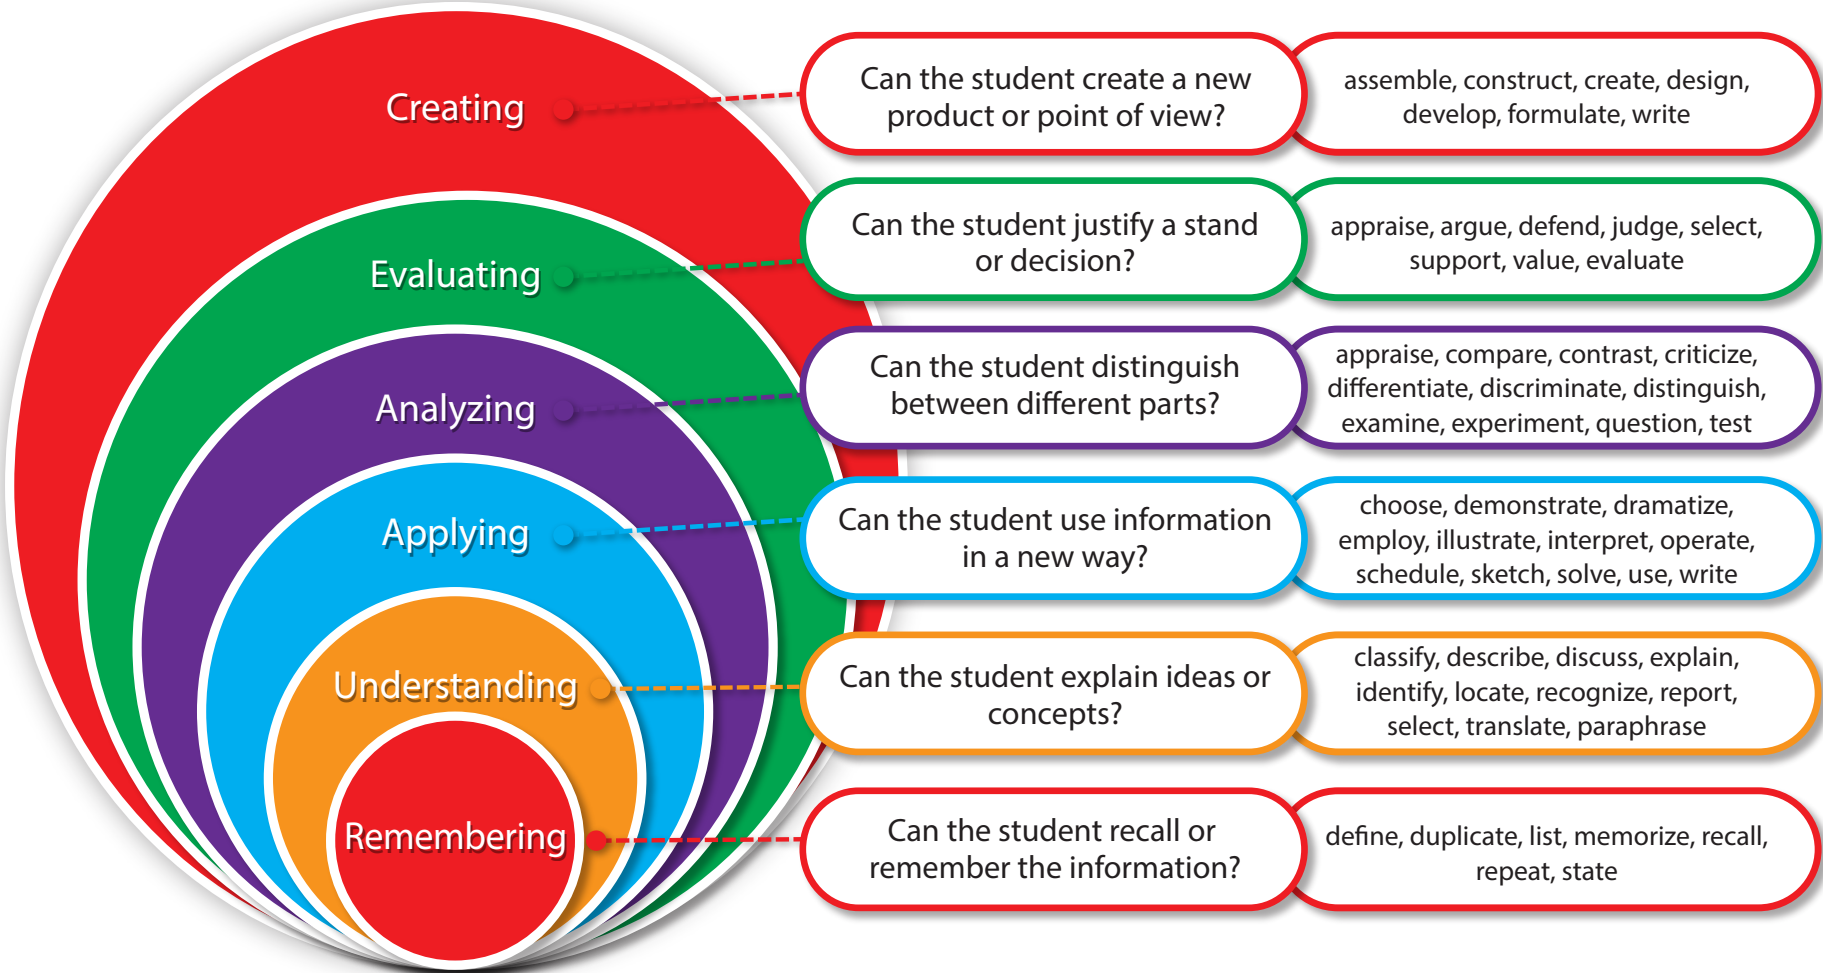 Creating
Can the student create a new
product or point of view?
assemble, construct, create, design,
develop, formulate, write
Evaluating
Can the student justify a stand
or decision?
appraise, argue, defend, judge, select,
support, value, evaluate
Analyzing
Can the student distinguish
between different parts?
appraise, compare, contrast, criticize,
differentiate, discriminate, distinguish,
examine, experiment, question, test
Applying
Can the student use information
in a new way?
choose, demonstrate, dramatize,
employ, illustrate, interpret, operate,
schedule, sketch, solve, use, write
Understanding
Can the student explain ideas or
concepts?
classify, describe, discuss, explain,
identify, locate, recognize, report,
select, translate, paraphrase
Remembering
Can the student recall or
remember the information?
define, duplicate, list, memorize, recall,
repeat, state